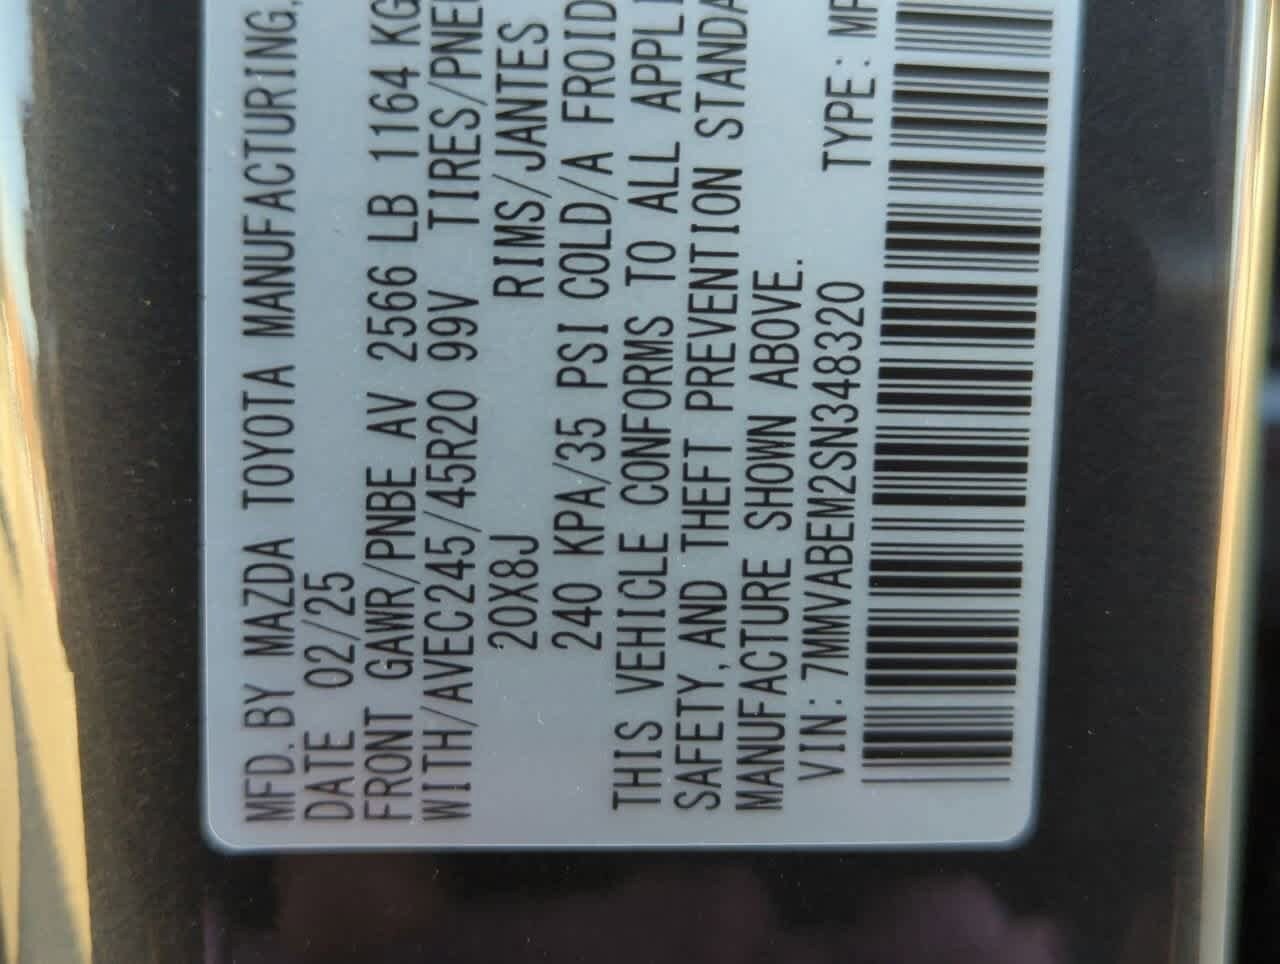 MFD. BY MAZDA TOYOTA MANUFACTURING,
DATE 02/25
FRONT GAWR/PNBE AV 2566 LB 1164 KG
WITH/AVEC245/45R20 99V TIRES/PNE
20X8J RIMS/JANTES
240 KPA/35 PSI COLD/A FROID
THIS VEHICLE CONFORMS TO ALL APPLI
SAFETY, AND THEFT PREVENTION STANDA
MANUFACTURE SHOWN ABOVE.
VIN: 7MMVABEM2SN348320 TYPE: MP